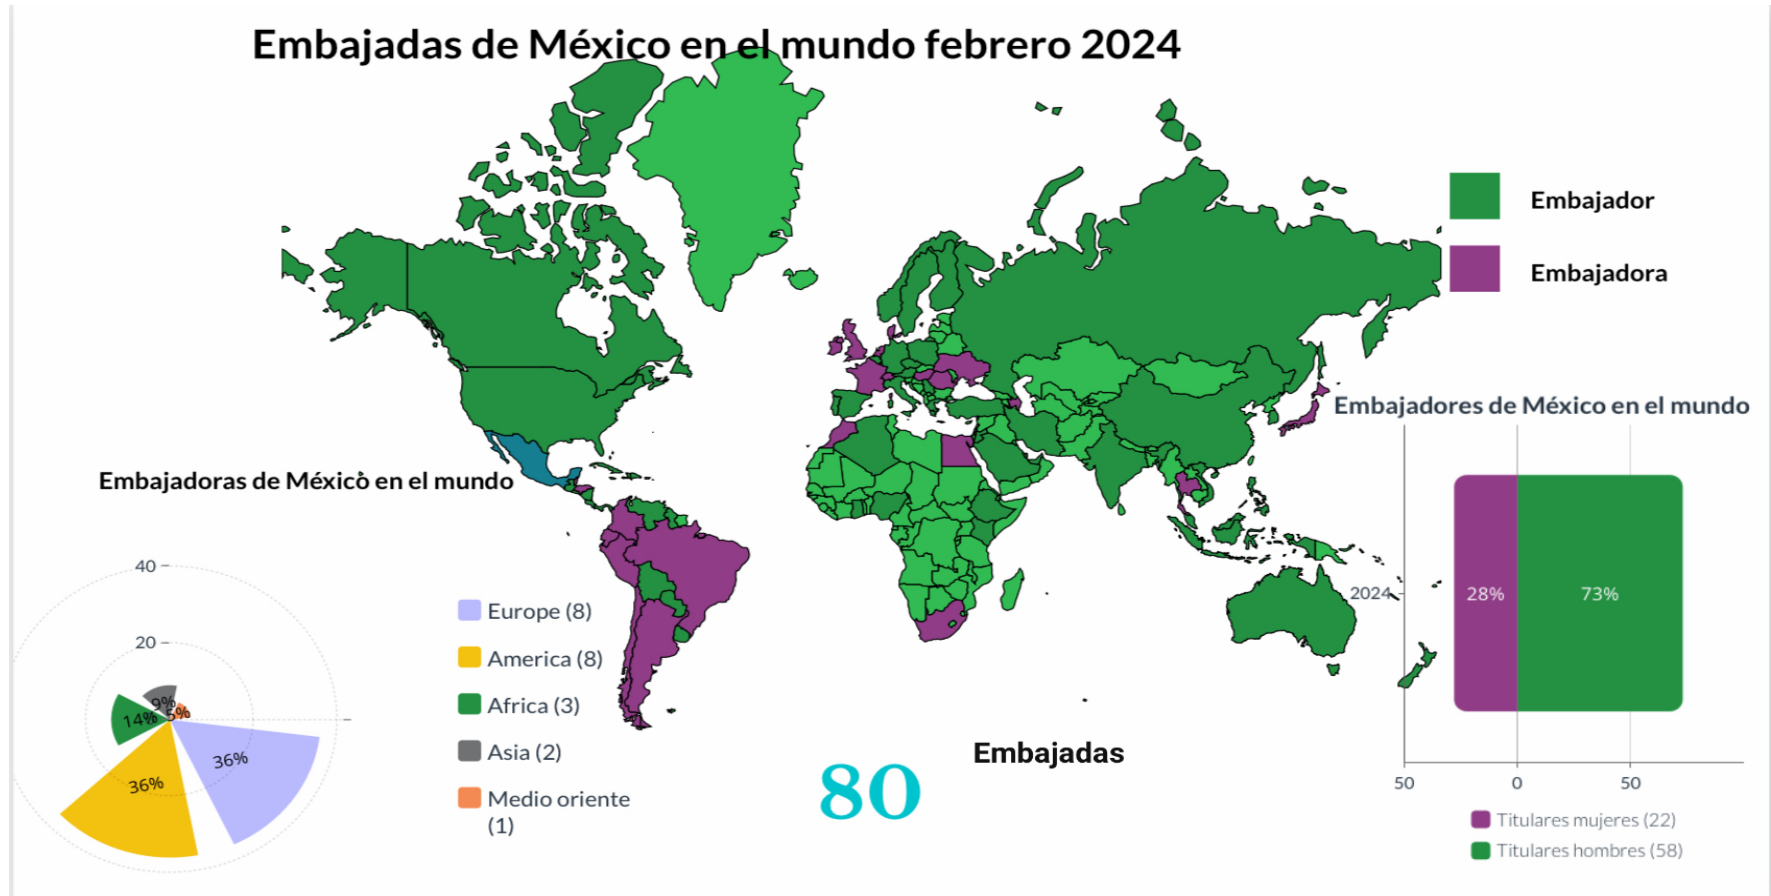 Embajadas de México en el mundo febrero 2024
Embajador
Embajadora
Embajadores de México en el mundo
2024
28%
73%
50
0
50
Titulares mujeres (22)
Titulares hombres (58)
Embajadoras de México en el mundo
40
20
9%
5%
14%
36%
36%
Europe (8)
America (8)
Africa (3)
Asia (2)
Medio oriente
(1)
80
Embajadas